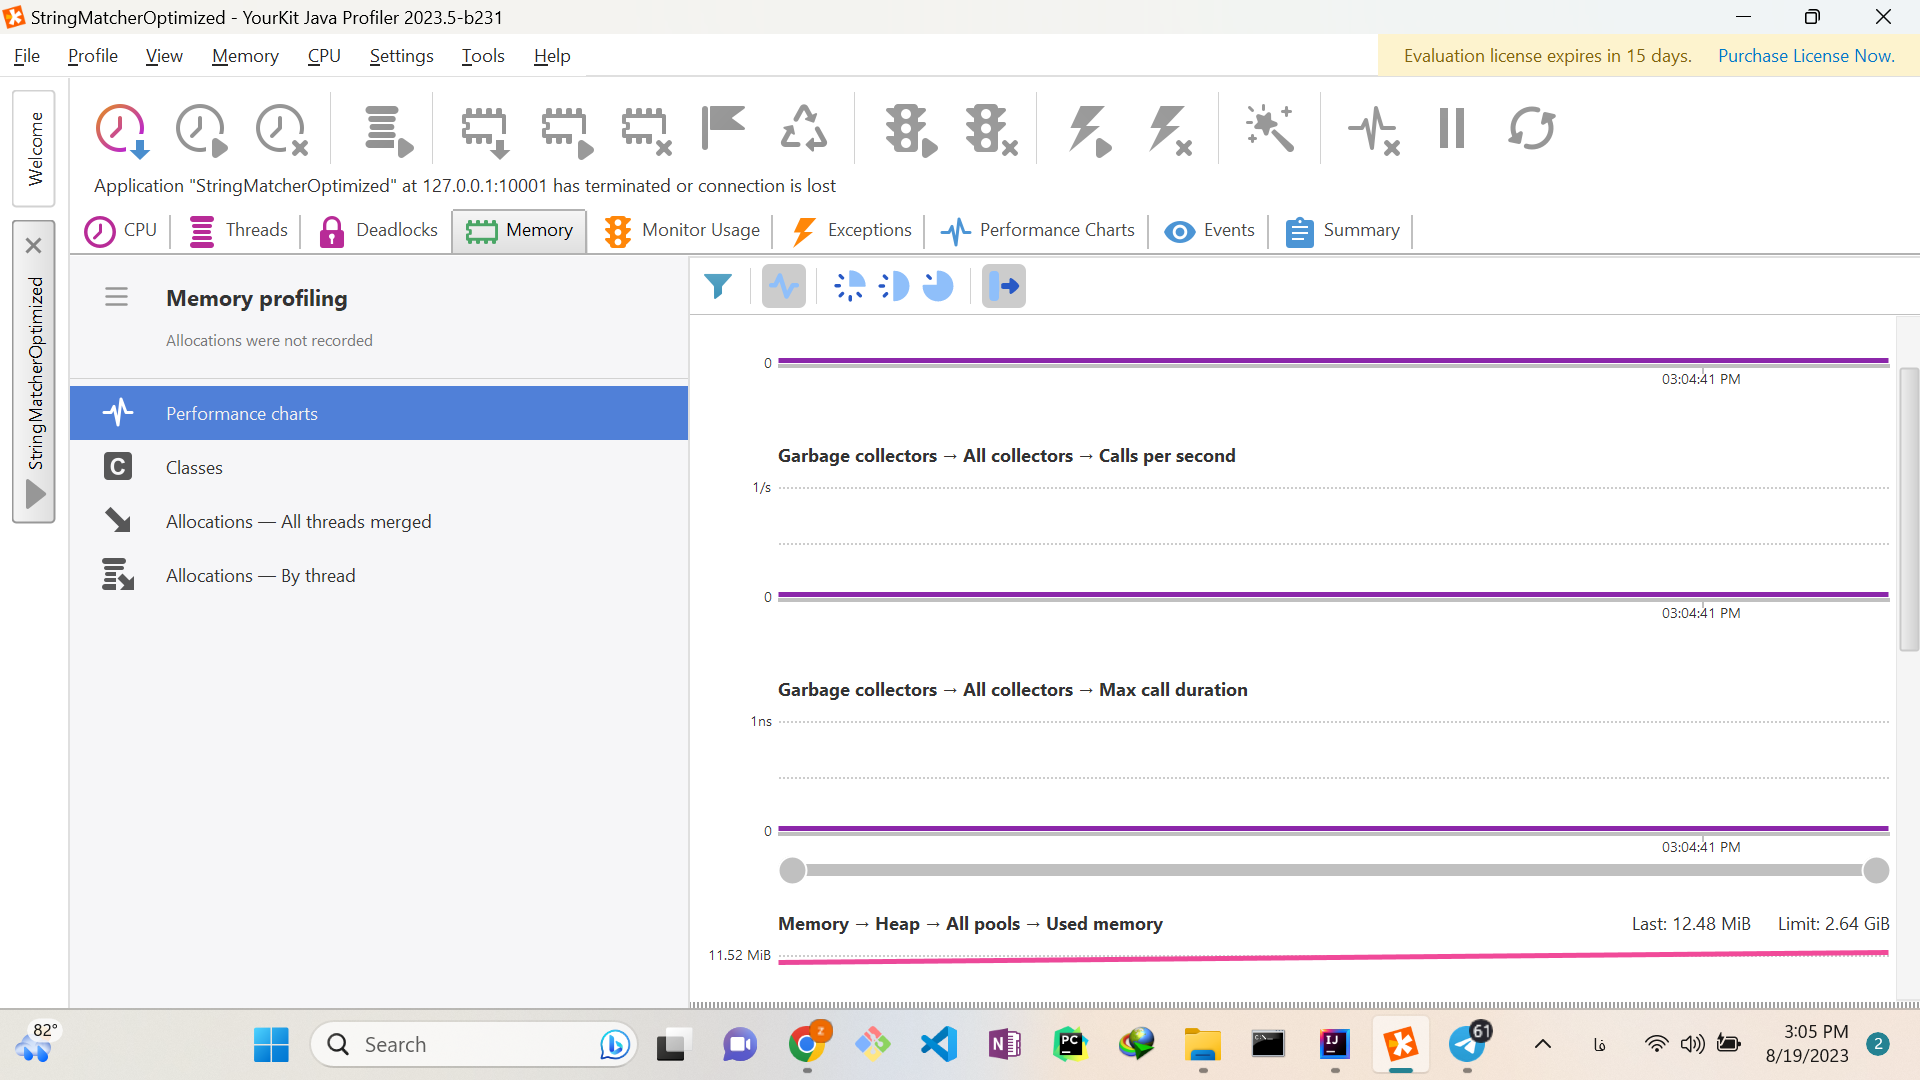 StringMatcherOptimized - YourKit Java Profiler 2023.5-b231
File Profile View Memory CPU Settings Tools Help
Evaluation license expires in 15 days. Purchase License Now.
Welcome
StringMatcherOptimized
Application "StringMatcherOptimized" at 127.0.0.1:10001 has terminated or connection is lost
CPU Threads Deadlocks Memory Monitor Usage Exceptions Performance Charts Events Summary
Memory profiling
Allocations were not recorded
Performance charts
C
Classes
Allocations — All threads merged
Allocations — By thread
0
03:04:41 PM
Garbage collectors → All collectors → Calls per second
1/s
0
03:04:41 PM
Garbage collectors → All collectors → Max call duration
1ns
0
03:04:41 PM
Memory → Heap → All pools → Used memory
Last: 12.48 MiB Limit: 2.64 GiB
11.52 MiB
82°
Search
z
N
PC
IJ
61
فا
3:05 PM
8/19/2023
2